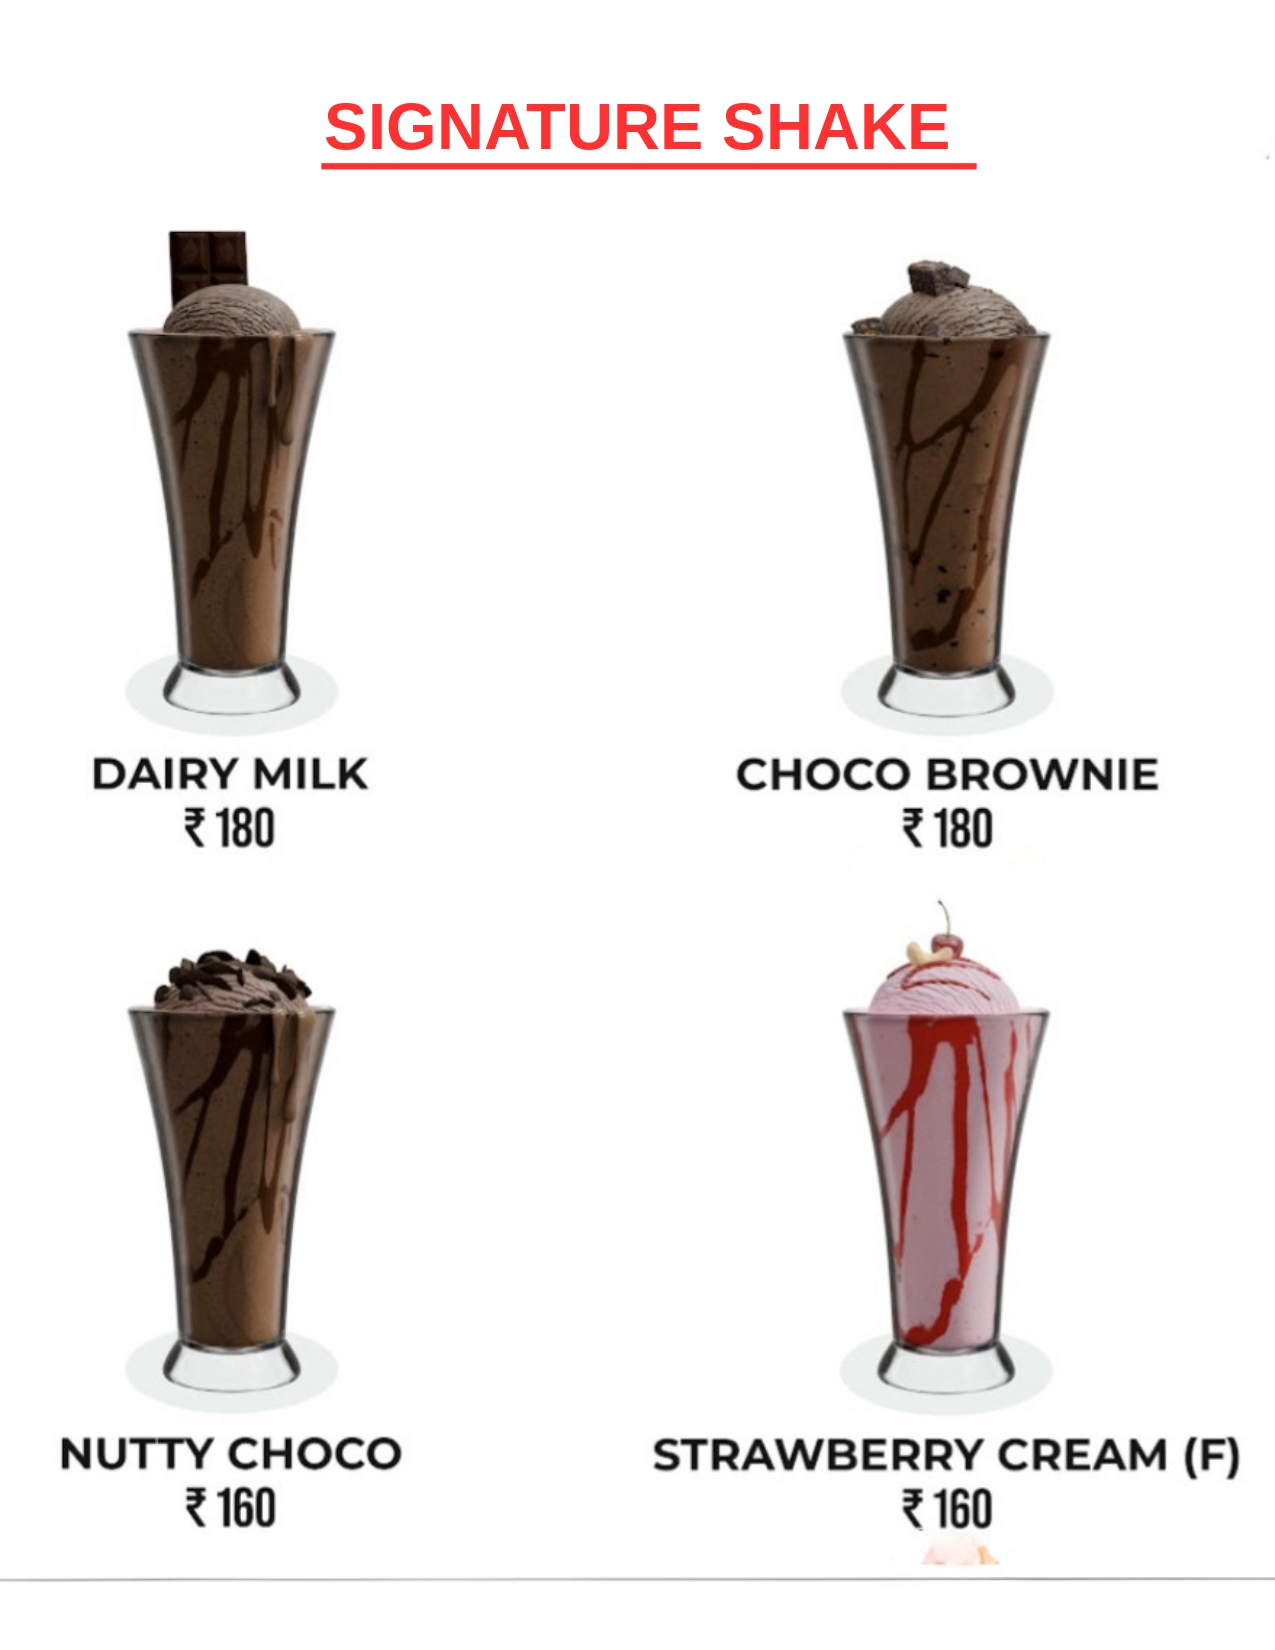 SIGNATURE SHAKE
DAIRY MILK
₹ 180
CHOCO BROWNIE
₹ 180
NUTTY CHOCO
₹ 160
STRAWBERRY CREAM (F)
₹ 160